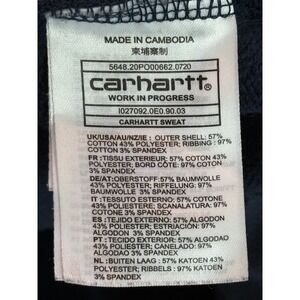 MADE IN CAMBODIA
柬埔寨制
5648.20PO00662.0720
carhartt®
WORK IN PROGRESS
I027092.0E0.90.03
CARHARTT SWEAT
UK/USA/AU/NZ/IE : OUTER SHELL: 57%
COTTON 43% POLYESTER; RIBBING : 97%
COTTON 3% SPANDEX
FR :TISSU EXTERIEUR: 57% COTON 43%
POLYESTER; BORD CÔTE: 97% COTON
3% SPANDEX
DE/AT:OBERSTOFF: 57% BAUMWOLLE
43% POLYESTER; RIFFELUNG: 97%
BAUMWOLLE 3% SPANDEX
IT :TESSUTO ESTERNO: 57% COTONE
43% POLIESTERE; SCANALATURA: 97%
COTONE 3% SPANDEX
ES : TEJIDO EXTERIOR: 57% ALGODÓN
43% POLIÉSTER; ESTRIACIÓN: 97%
ALGODÓN 3% SPANDEX
PT : TECIDO EXTERIOR: 57% ALGODÃO
43% POLIÉSTER; CANELADO: 97%
ALGODÃO 3% SPANDEX
NL :BUITEN LAAG : 57% KATOEN 43%
POLYESTER; RIBBELS : 97% KATOEN
3% SPANDEX